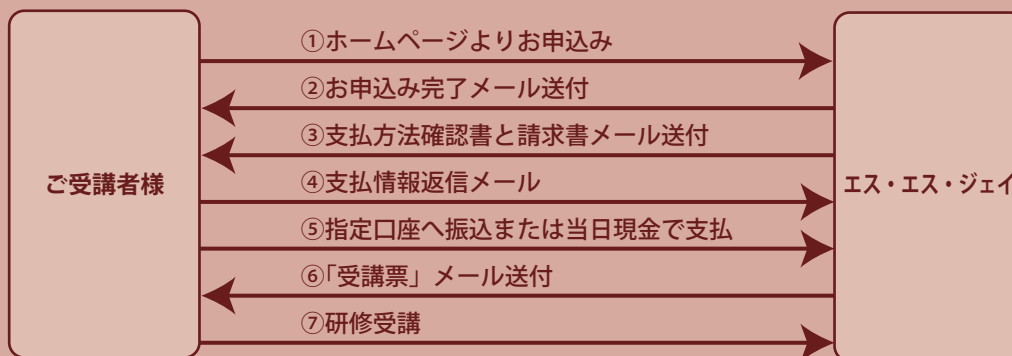 ①ホームページよりお申込み
②お申込み完了メール送付
③支払方法確認書と請求書メール送付
ご受講者様
④支払情報返信メール
エス・エス・ジェイ
⑤指定口座へ振込または当日現金で支払
⑥「受講票」メール送付
⑦研修受講